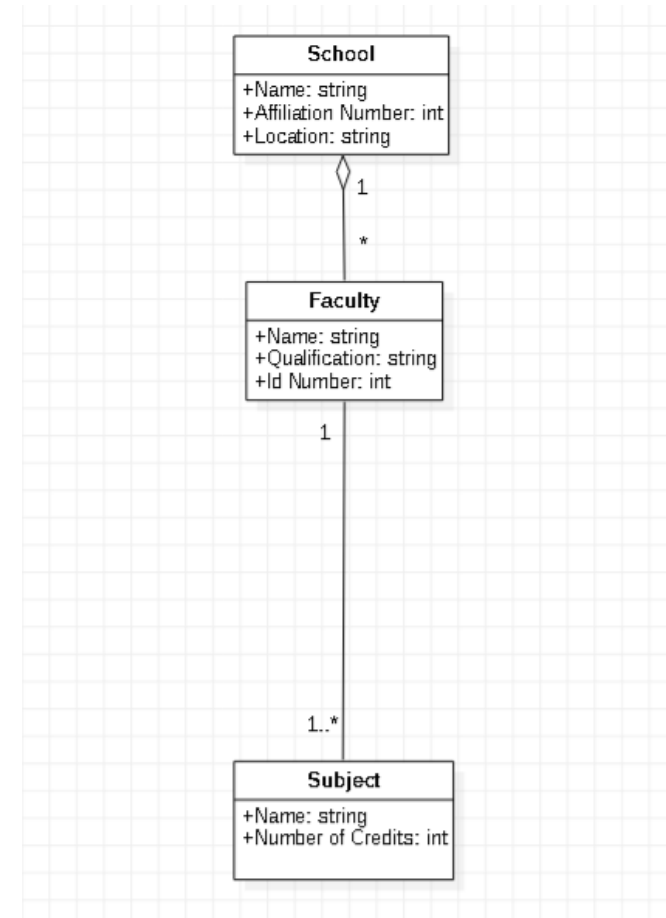 School
+Name: string
+Affiliation Number: int
+Location: string
1
*
Faculty
+Name: string
+Qualification: string
+Id Number: int
1
1..*
Subject
+Name: string
+Number of Credits: int